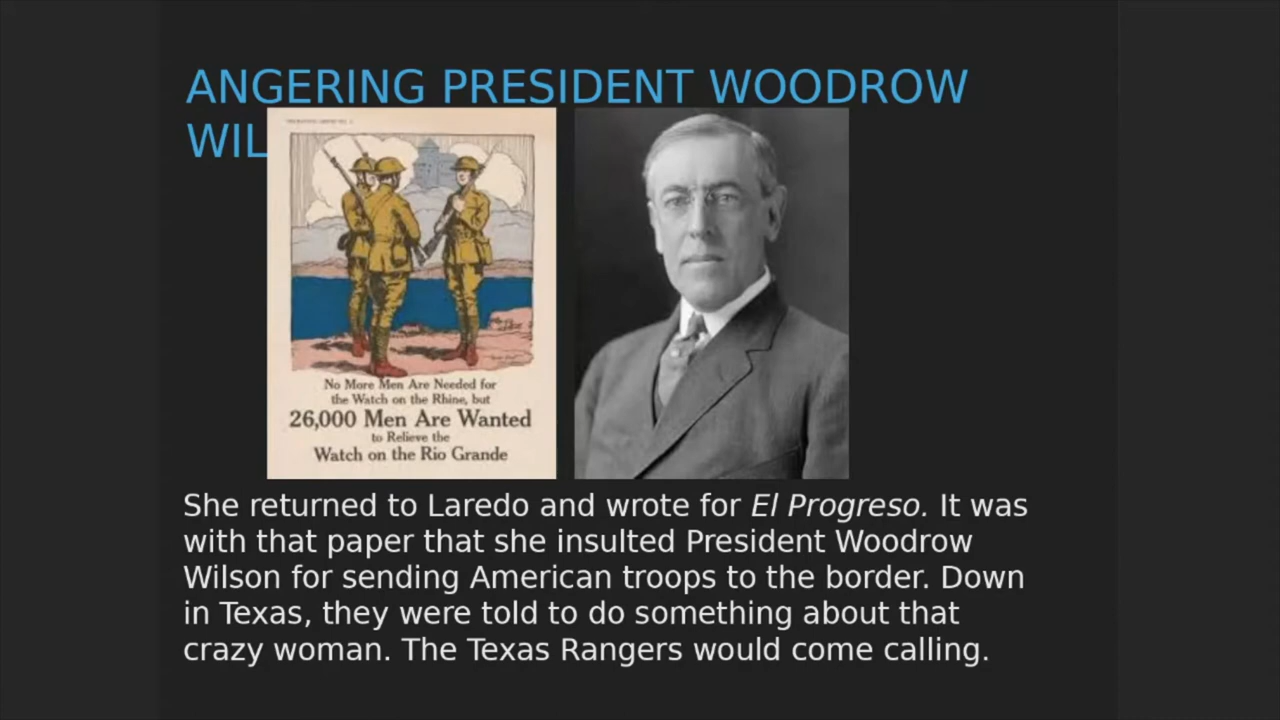 ANGERING PRESIDENT WOODROW
WIL
No More Men Are Needed for
the Watch on the Rhine, but
26,000 Men Are Wanted
to Relieve the
Watch on the Rio Grande
She returned to Laredo and wrote for El Progreso. It was
with that paper that she insulted President Woodrow
Wilson for sending American troops to the border. Down
in Texas, they were told to do something about that
crazy woman. The Texas Rangers would come calling.